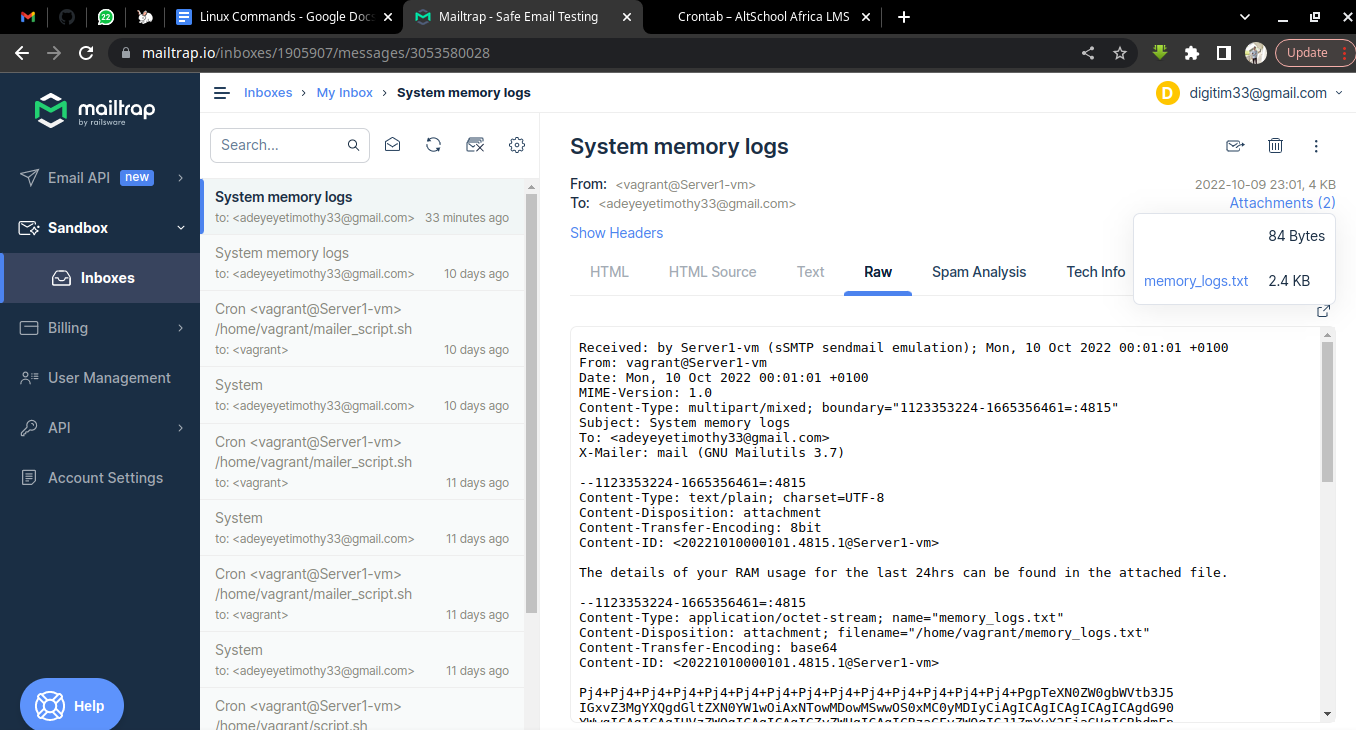 22
Linux Commands - Google Docs
Mailtrap - Safe Email Testing
Crontab – AltSchool Africa LMS
mailtrap.io/inboxes/1905907/messages/3053580028
Update
mailtrap
by railsware
Email API new
Sandbox
Inboxes
Billing
User Management
API
Account Settings
Help
Inboxes › My Inbox › System memory logs
D digitim33@gmail.com
Search...
System memory logs
to: <adeyeyetimothy33@gmail.com> 33 minutes ago
System memory logs
to: <adeyeyetimothy33@gmail.com> 10 days ago
Cron <vagrant@Server1-vm>
/home/vagrant/mailer_script.sh
to: <vagrant> 10 days ago
System
to: <adeyeyetimothy33@gmail.com> 10 days ago
Cron <vagrant@Server1-vm>
/home/vagrant/mailer_script.sh
to: <vagrant> 11 days ago
System
to: <adeyeyetimothy33@gmail.com> 11 days ago
Cron <vagrant@Server1-vm>
/home/vagrant/mailer_script.sh
to: <vagrant> 11 days ago
System
to: <adeyeyetimothy33@gmail.com> 11 days ago
Cron <vagrant@Server1-vm>
/home/vagrant/script.sh
System memory logs
From: <vagrant@Server1-vm>
To: <adeyeyetimothy33@gmail.com>
2022-10-09 23:01, 4 KB
Attachments (2)
Show Headers
84 Bytes
memory_logs.txt 2.4 KB
HTML HTML Source Text Raw Spam Analysis Tech Info
Received: by Server1-vm (sSMTP sendmail emulation); Mon, 10 Oct 2022 00:01:01 +0100
From: vagrant@Server1-vm
Date: Mon, 10 Oct 2022 00:01:01 +0100
MIME-Version: 1.0
Content-Type: multipart/mixed; boundary="1123353224-1665356461=:4815"
Subject: System memory logs
To: <adeyeyetimothy33@gmail.com>
X-Mailer: mail (GNU Mailutils 3.7)
--1123353224-1665356461=:4815
Content-Type: text/plain; charset=UTF-8
Content-Disposition: attachment
Content-Transfer-Encoding: 8bit
Content-ID: <20221010000101.4815.1@Server1-vm>
The details of your RAM usage for the last 24hrs can be found in the attached file.
--1123353224-1665356461=:4815
Content-Type: application/octet-stream; name="memory_logs.txt"
Content-Disposition: attachment; filename="/home/vagrant/memory_logs.txt"
Content-Transfer-Encoding: base64
Content-ID: <20221010000101.4815.1@Server1-vm>
Pj4+Pj4+Pj4+Pj4+Pj4+Pj4+Pj4+Pj4+Pj4+Pj4+Pj4+Pj4+Pj4+PgpTeXN0ZW0gbWVtb3J5
IGxvZ3MgYXQgdGltZXN0YW1wOiAxNTowMDowMSwwOS0xMC0yMDIyCiAgICAgICAgICAgICAgdG90